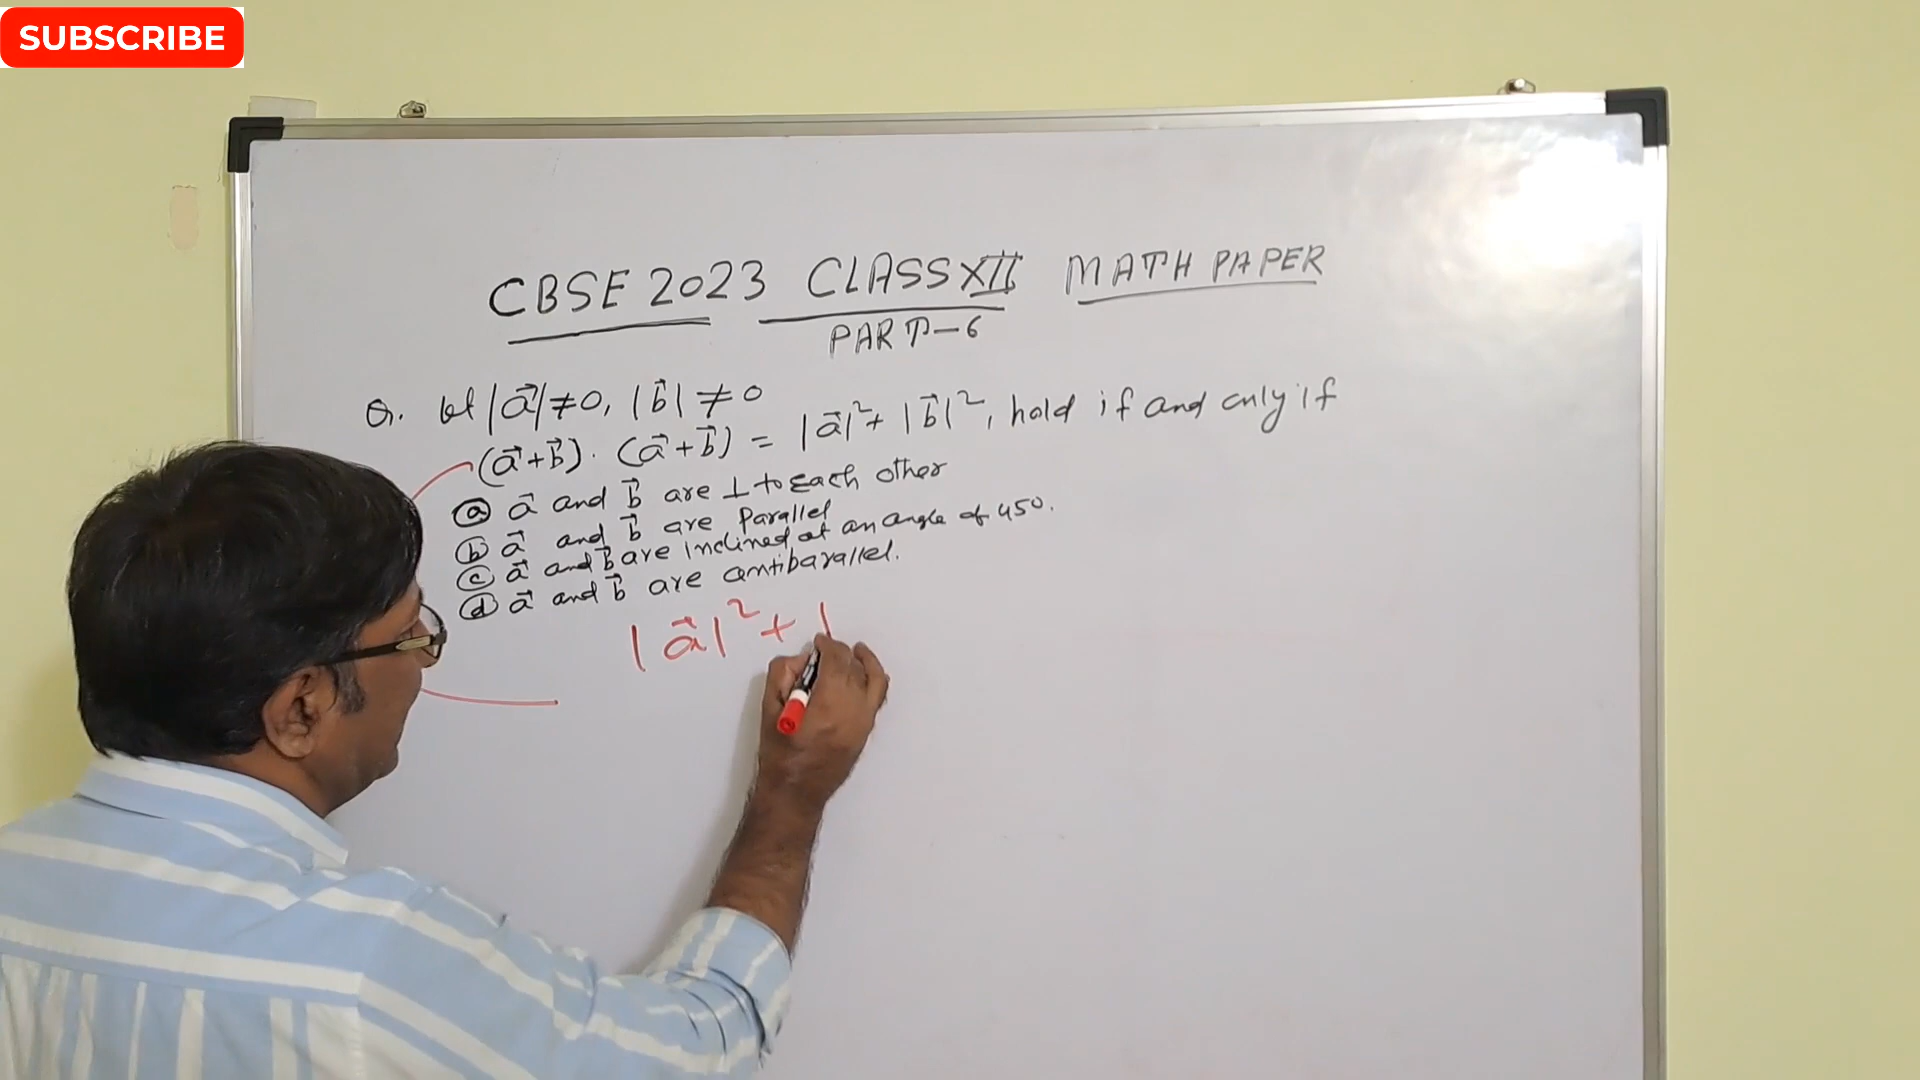 SUBSCRIBE
CBSE 2023 CLASS XII MATH PAPER
PART-6
Q. let |a⃗| ≠ 0, |b⃗| ≠ 0
(a⃗+b⃗).(a⃗+b⃗) = |a⃗|²+ |b⃗|², hold if and only if
ⓐ a⃗ and b⃗ are ⊥ to Each other
ⓑ a⃗ and b⃗ are Parallel
ⓒ a⃗ and b⃗ are inclined at an angle of 450.
ⓓ a⃗ and b⃗ are antiparallel.
|a⃗|² + |